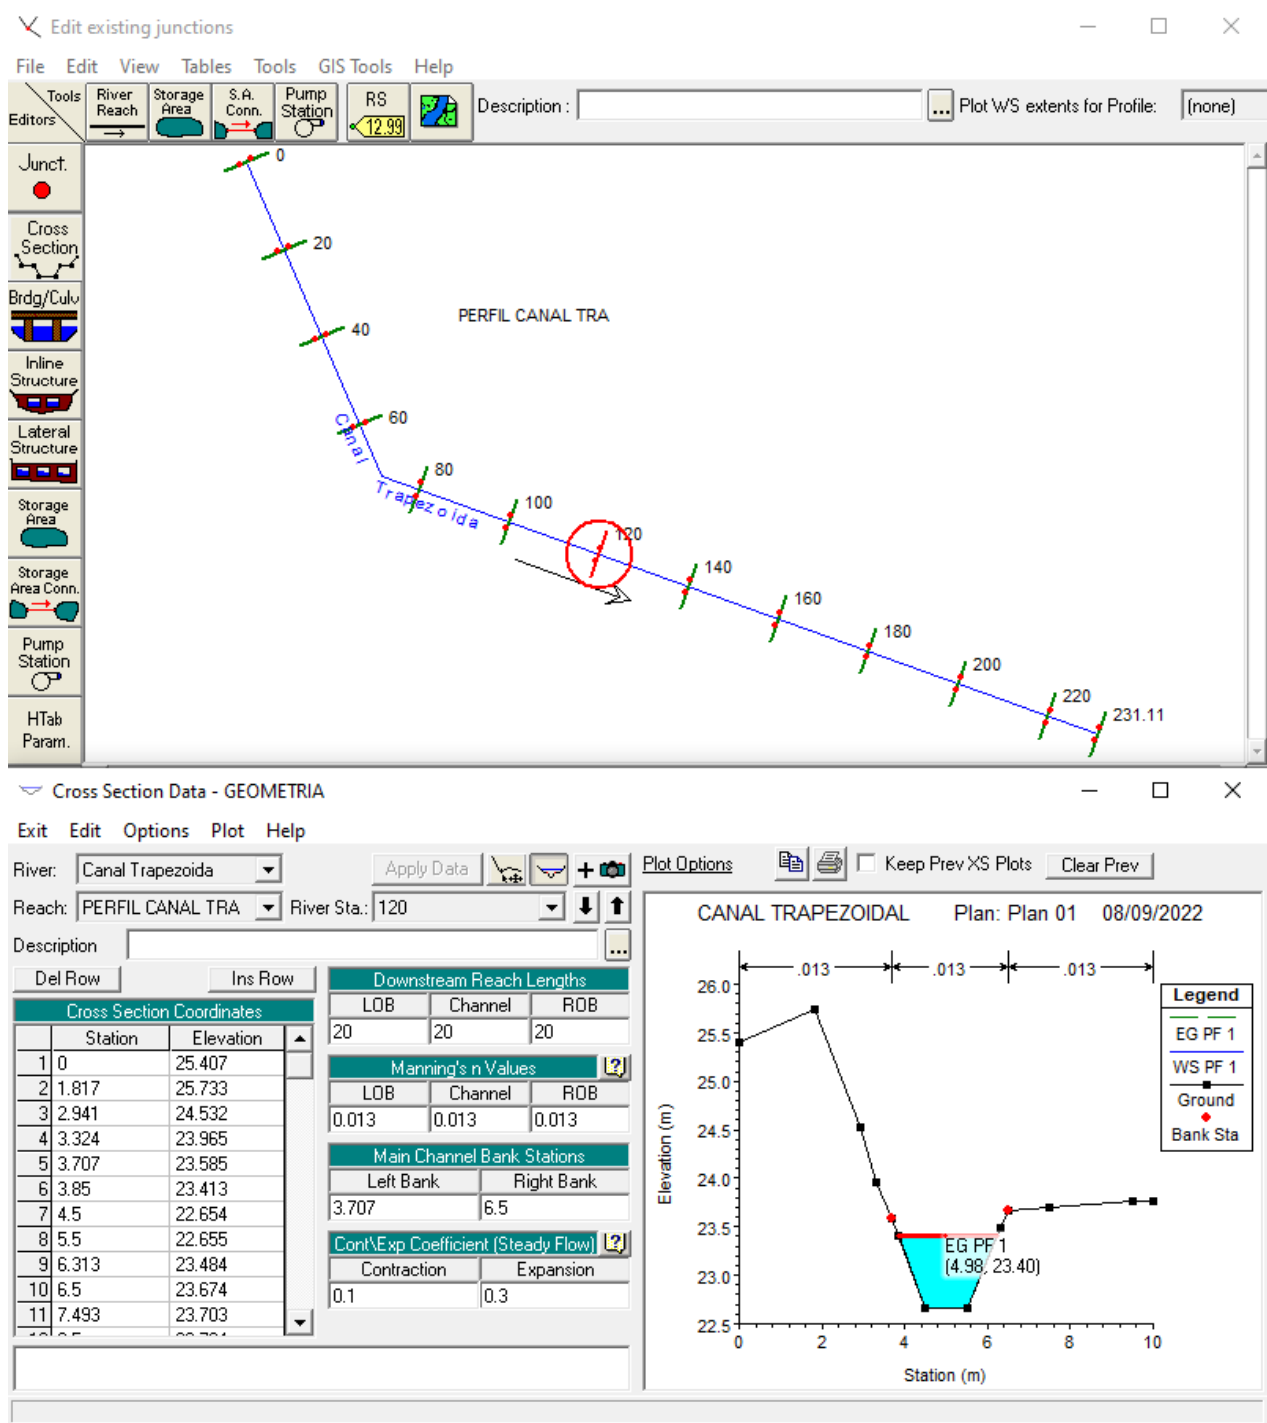 Edit existing junctions
File Edit View Tables Tools GIS Tools Help
Tools
Editors
River Reach
Storage Area
S.A. Conn.
Pump Station
RS
12.99
Description :
...
Plot WS extents for Profile:
(none)
Junct.
Cross Section
Brdg/Culv
Inline Structure
Lateral Structure
Storage Area
Storage Area Conn.
Pump Station
HTab Param.
0
20
40
60
80
100
120
140
160
180
200
220
231.11
PERFIL CANAL TRA
Canal Trapezoida
Cross Section Data - GEOMETRIA
Exit Edit Options Plot Help
River: Canal Trapezoida Apply Data
Reach: PERFIL CANAL TRA River Sta.: 120
Description ...
Del Row Ins Row
Cross Section Coordinates
Station Elevation
1 0 25.407
2 1.817 25.733
3 2.941 24.532
4 3.324 23.965
5 3.707 23.585
6 3.85 23.413
7 4.5 22.654
8 5.5 22.655
9 6.313 23.484
10 6.5 23.674
11 7.493 23.703
Downstream Reach Lengths
LOB Channel ROB
20 20 20
Manning's n Values
LOB Channel ROB
0.013 0.013 0.013
Main Channel Bank Stations
Left Bank Right Bank
3.707 6.5
Cont\Exp Coefficient (Steady Flow)
Contraction Expansion
0.1 0.3
Plot Options Keep Prev XS Plots Clear Prev
CANAL TRAPEZOIDAL Plan: Plan 01 08/09/2022
.013 .013 .013
26.0
25.5
25.0
24.5
24.0
23.5
23.0
22.5
Elevation (m)
0 2 4 6 8 10
Station (m)
EG PF 1
(4.98, 23.40)
Legend
EG PF 1
WS PF 1
Ground
Bank Sta